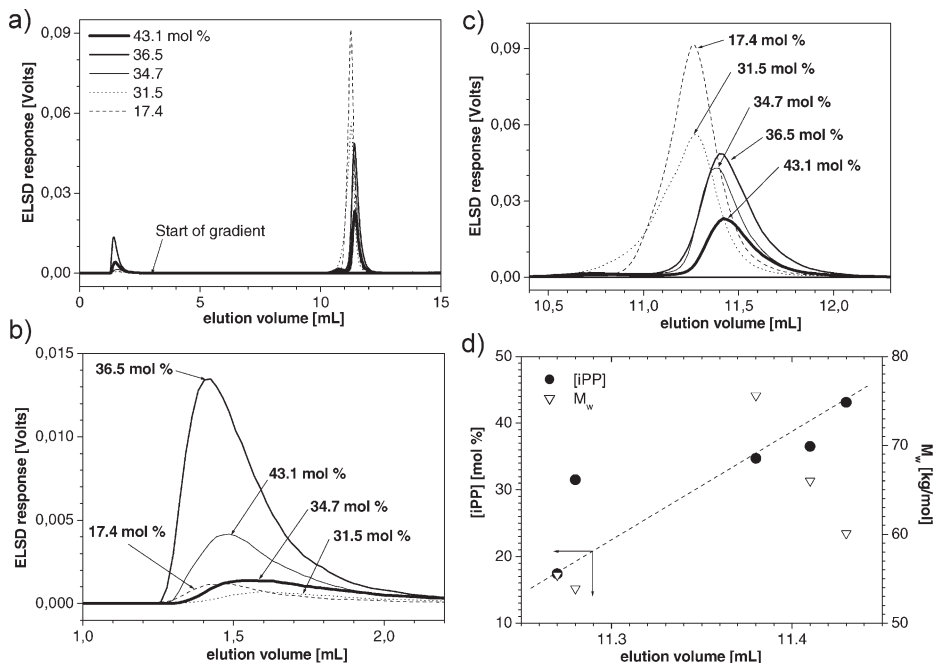 a)
0,09
0,06
0,03
0,00
ELSD response [Volts]
43.1 mol %
36.5
34.7
31.5
17.4
Start of gradient
0 5 10 15
elution volume [mL]
b)
0,015
0,010
0,005
0,000
ELSD response [Volts]
36.5 mol %
43.1 mol %
34.7 mol %
17.4 mol %
31.5 mol %
1,0 1,5 2,0
elution volume [mL]
c)
0,09
0,06
0,03
0,00
ELSD response [Volts]
17.4 mol %
31.5 mol %
34.7 mol %
36.5 mol %
43.1 mol %
10,5 11,0 11,5 12,0
elution volume [mL]
d)
50
40
30
20
10
[iPP] [mol %]
[iPP]
Mw
80
70
60
50
Mw [kg/mol]
11.3 11.4
elution volume [mL]